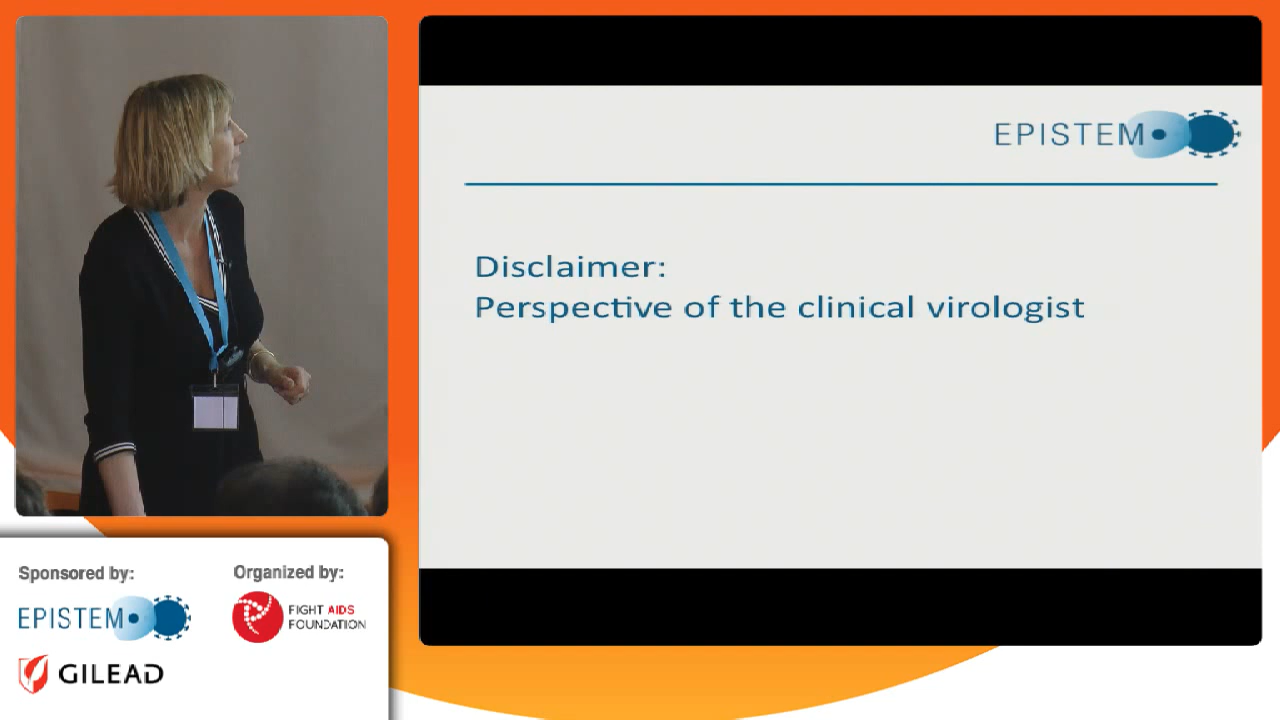 EPISTEM
Disclaimer:
Perspective of the clinical virologist
Sponsored by:
EPISTEM
GILEAD
Organized by:
FIGHT AIDS
FOUNDATION